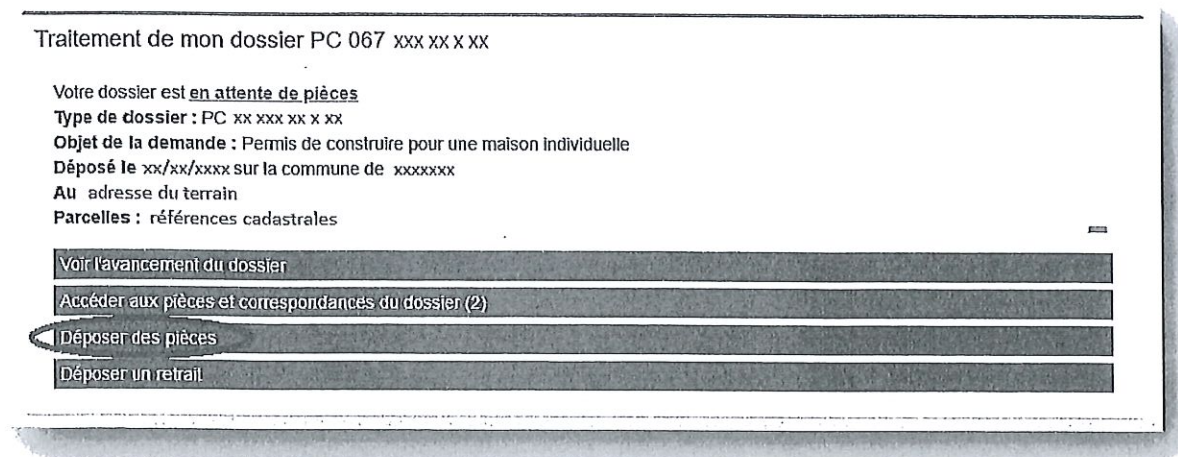 Traitement de mon dossier PC 067 xxx xx x xx
Votre dossier est en attente de pièces
Type de dossier : PC xx xxx xx x xx
Objet de la demande : Permis de construire pour une maison individuelle
Déposé le xx/xx/xxxx sur la commune de xxxxxxx
Au adresse du terrain
Parcelles : références cadastrales
Voir l'avancement du dossier
Accéder aux pièces et correspondances du dossier (2)
Déposer des pièces
Déposer un retrait